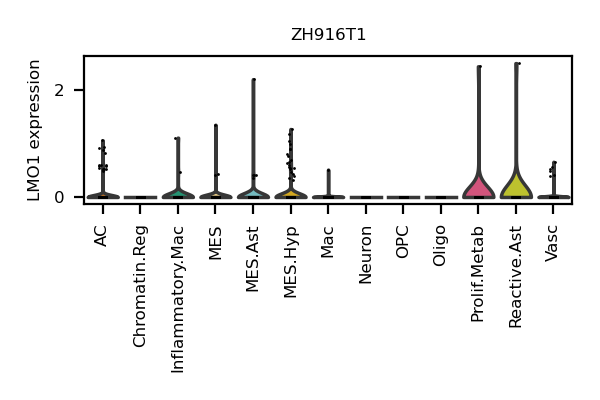 ZH916T1
LMO1 expression
2
0
AC
Chromatin.Reg
Inflammatory.Mac
MES
MES.Ast
MES.Hyp
Mac
Neuron
OPC
Oligo
Prolif.Metab
Reactive.Ast
Vasc